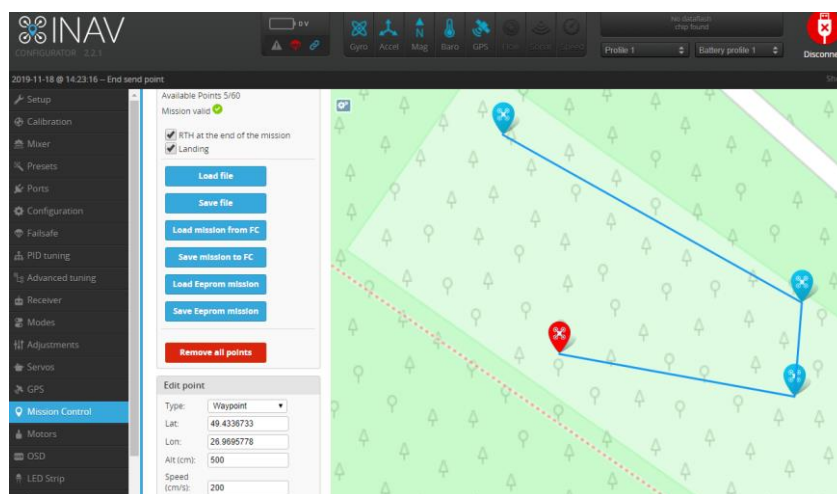 INAV
CONFIGURATOR 2.2.1
0 V
Gyro Accel Mag Baro GPS
No dataflash
chip found
Profile 1
Battery profile 1
Disconne
2019-11-18 @ 14:23:16 -- End send point
Setup
Calibration
Mixer
Presets
Ports
Configuration
Failsafe
PID tuning
Advanced tuning
Receiver
Modes
Adjustments
Servos
GPS
Mission Control
Motors
OSD
LED Strip
Available Points 5/60
Mission valid
RTH at the end of the mission
Landing
Load file
Save file
Load mission from FC
Save mission to FC
Load Eeprom mission
Save Eeprom mission
Remove all points
Edit point
Type: Waypoint
Lat: 49.4336733
Lon: 26.9695778
Alt (cm): 500
Speed
(cm/s): 200